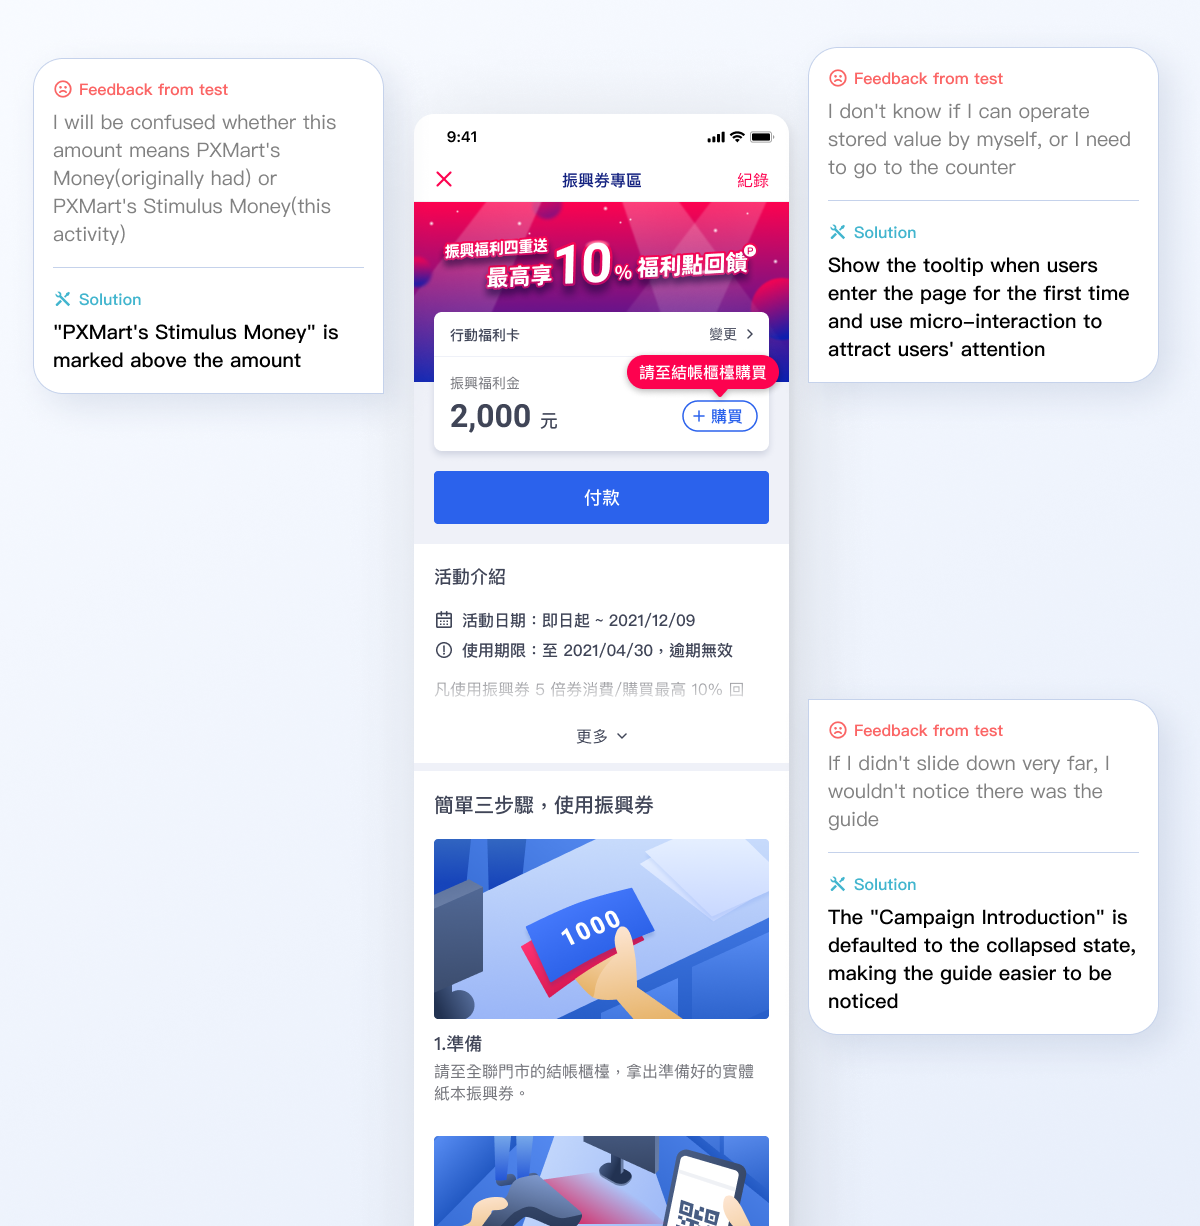 Feedback from test
I will be confused whether this
amount means PXMart's
Money(originally had) or
PXMart's Stimulus Money(this
activity)
Solution
"PXMart's Stimulus Money" is
marked above the amount
9:41
振興券專區
紀錄
振興福利四重送
最高享10%福利點回饋
P
行動福利卡
變更
請至結帳櫃檯購買
振興福利金
2,000 元
+ 購買
付款
活動介紹
活動日期：即日起 ~ 2021/12/09
使用期限：至 2021/04/30，逾期無效
凡使用振興券 5 倍券消費/購買最高 10% 回
更多
簡單三步驟，使用振興券
1000
1.準備
請至全聯門市的結帳櫃檯，拿出準備好的實體
紙本振興券。
Feedback from test
I don't know if I can operate
stored value by myself, or I need
to go to the counter
Solution
Show the tooltip when users
enter the page for the first time
and use micro-interaction to
attract users' attention
Feedback from test
If I didn't slide down very far, I
wouldn't notice there was the
guide
Solution
The "Campaign Introduction" is
defaulted to the collapsed state,
making the guide easier to be
noticed